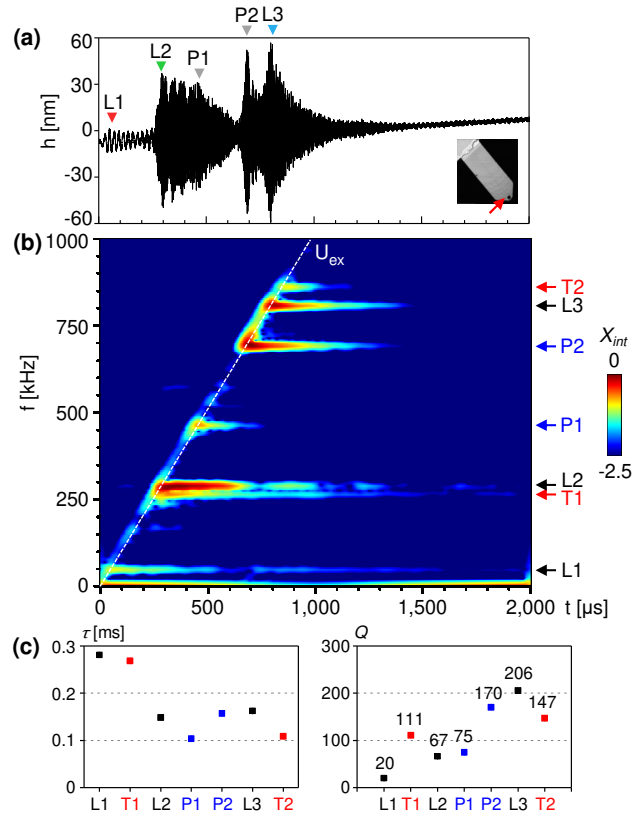 (a)
P2 L3
L2 P1
L1
h [nm]
60
30
0
-30
-60
(b)
U_ex
f [kHz]
1000
750
500
250
0
T2
L3
P2
P1
L2
T1
L1
X_int
0
-2.5
0 500 1,000 1,500 2,000 t [µs]
(c)
τ [ms]
0.3
0.2
0.1
0
L1 T1 L2 P1 P2 L3 T2
Q
300
200
100
0
20 111 67 75 170 206 147
L1 T1 L2 P1 P2 L3 T2